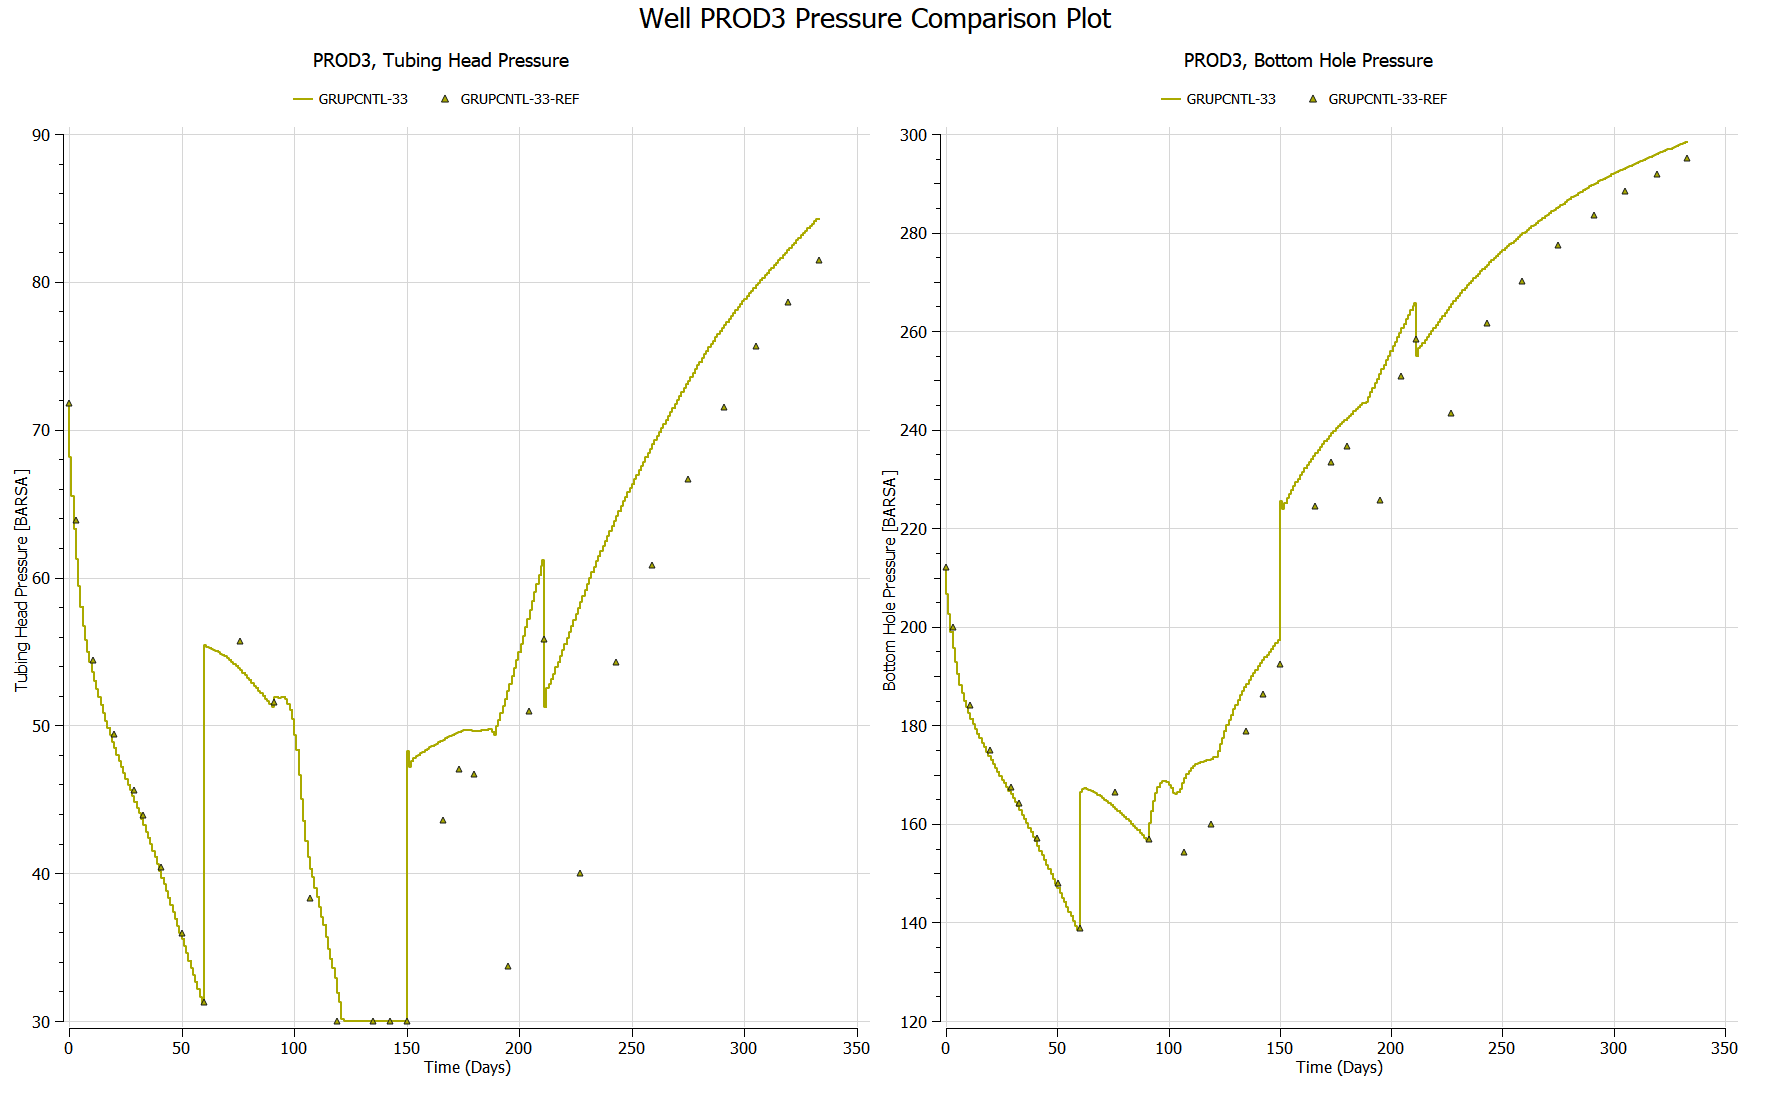 Well PROD3 Pressure Comparison Plot
PROD3, Tubing Head Pressure
GRUPCNTL-33 GRUPCNTL-33-REF
90
80
70
60
50
40
30
Tubing Head Pressure [BARSA]
0 50 100 150 200 250 300 350
Time (Days)
PROD3, Bottom Hole Pressure
GRUPCNTL-33 GRUPCNTL-33-REF
300
280
260
240
220
200
180
160
140
120
Bottom Hole Pressure [BARSA]
0 50 100 150 200 250 300 350
Time (Days)